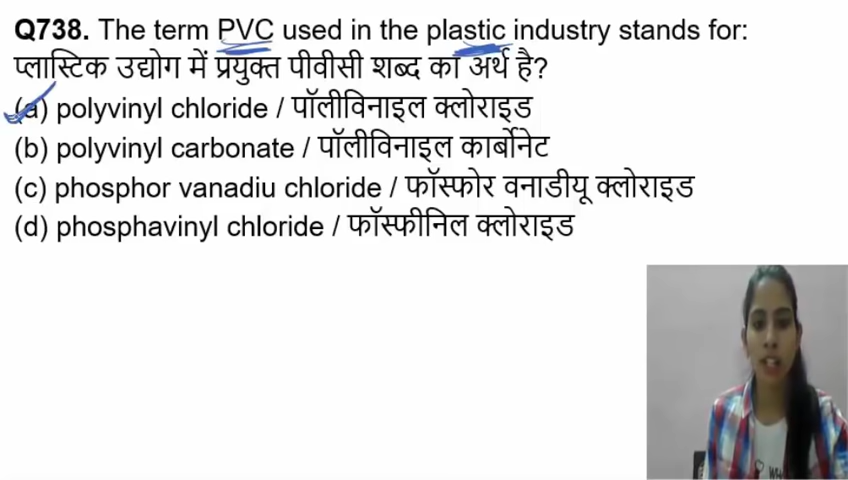 Q738. The term PVC used in the plastic industry stands for:
प्लास्टिक उद्योग में प्रयुक्त पीवीसी शब्द का अर्थ है?
(a) polyvinyl chloride / पॉलीविनाइल क्लोराइड
(b) polyvinyl carbonate / पॉलीविनाइल कार्बोनेट
(c) phosphor vanadiu chloride / फॉस्फोर वनाडीयू क्लोराइड
(d) phosphavinyl chloride / फॉस्फीनिल क्लोराइड